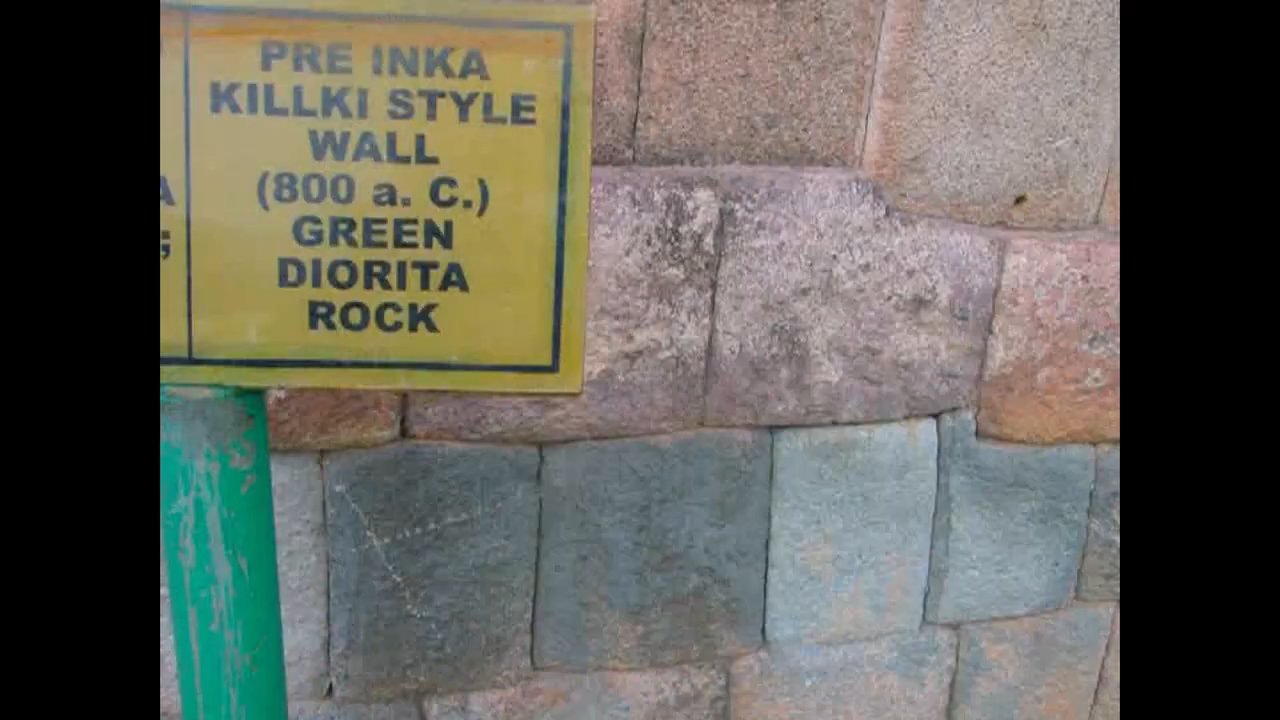 PRE INKA
KILLKI STYLE
WALL
(800 a. C.)
GREEN
DIORITA
ROCK
A
;